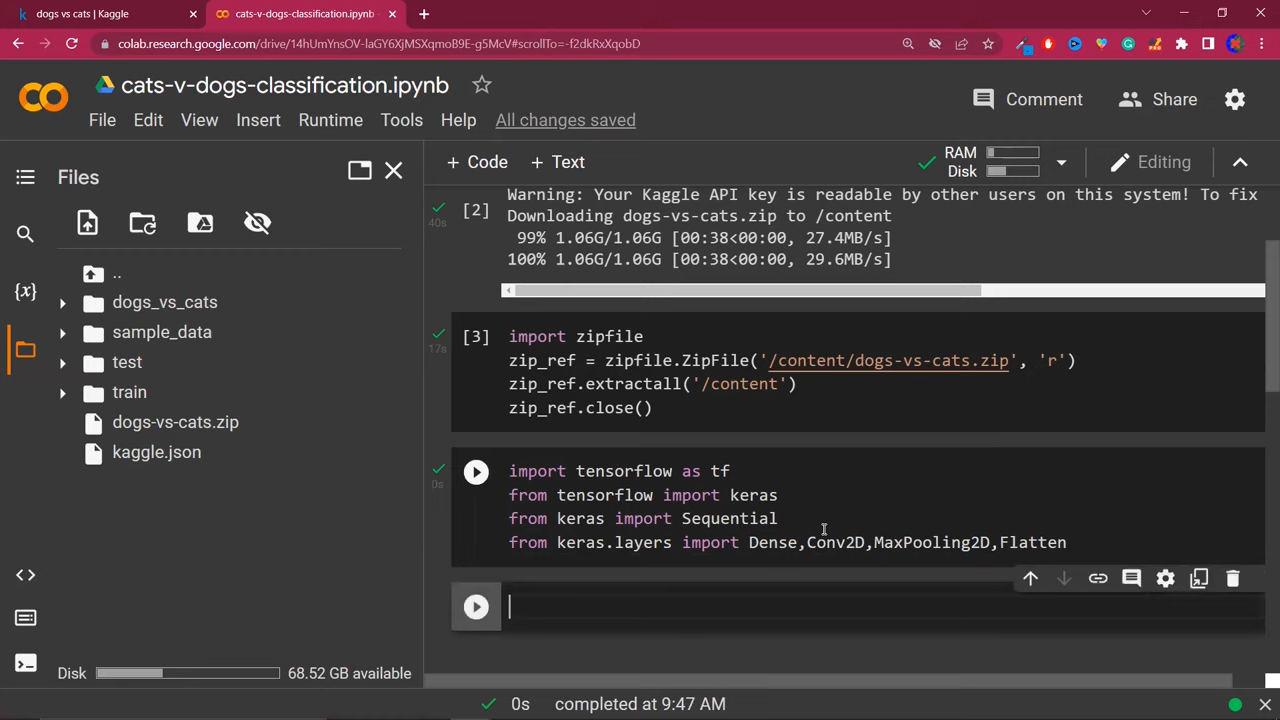 dogs vs cats | Kaggle
cats-v-dogs-classification.ipynb
colab.research.google.com/drive/14hUmYnsOV-laGY6XjMSXqmoB9E-g5McV#scrollTo=-f2dkRxXqobD
cats-v-dogs-classification.ipynb
Comment
Share
File Edit View Insert Runtime Tools Help All changes saved
Files
+ Code + Text
RAM
Disk
Editing
..
dogs_vs_cats
sample_data
test
train
dogs-vs-cats.zip
kaggle.json
Disk
68.52 GB available
40s
[2]
Warning: Your Kaggle API key is readable by other users on this system! To fix
Downloading dogs-vs-cats.zip to /content
99% 1.06G/1.06G [00:38<00:00, 27.4MB/s]
100% 1.06G/1.06G [00:38<00:00, 29.6MB/s]
17s
[3]
import zipfile
zip_ref = zipfile.ZipFile('/content/dogs-vs-cats.zip', 'r')
zip_ref.extractall('/content')
zip_ref.close()
0s
import tensorflow as tf
from tensorflow import keras
from keras import Sequential
from keras.layers import Dense,Conv2D,MaxPooling2D,Flatten
0s completed at 9:47 AM